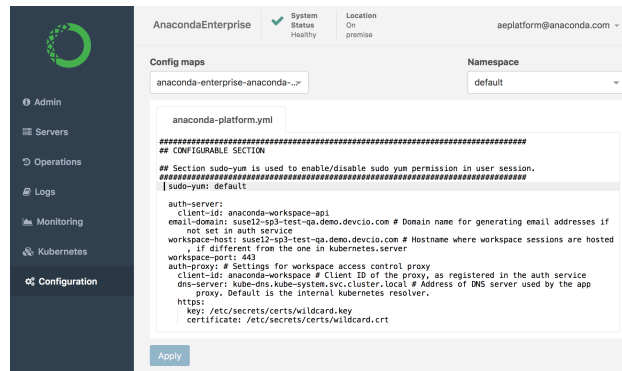 AnacondaEnterprise
System Status
Healthy
Location
On premise
aeplatform@anaconda.com
Config maps
Namespace
anaconda-enterprise-anaconda-...
default
Admin
Servers
Operations
Logs
Monitoring
Kubernetes
Configuration
anaconda-platform.yml
################################################################################
## CONFIGURABLE SECTION
## Section sudo-yum is used to enable/disable sudo yum permission in user session.
################################################################################
sudo-yum: default
auth-server:
client-id: anaconda-workspace-api
email-domain: suse12-sp3-test-qa.demo.devcio.com # Domain name for generating email addresses if
not set in auth service
workspace-host: suse12-sp3-test-qa.demo.devcio.com # Hostname where workspace sessions are hosted
, if different from the one in kubernetes.server
workspace-port: 443
auth-proxy: # Settings for workspace access control proxy
client-id: anaconda-workspace # Client ID of the proxy, as registered in the auth service
dns-server: kube-dns.kube-system.svc.cluster.local # Address of DNS server used by the app
proxy. Default is the internal kubernetes resolver.
https:
key: /etc/secrets/certs/wildcard.key
certificate: /etc/secrets/certs/wildcard.crt
Apply